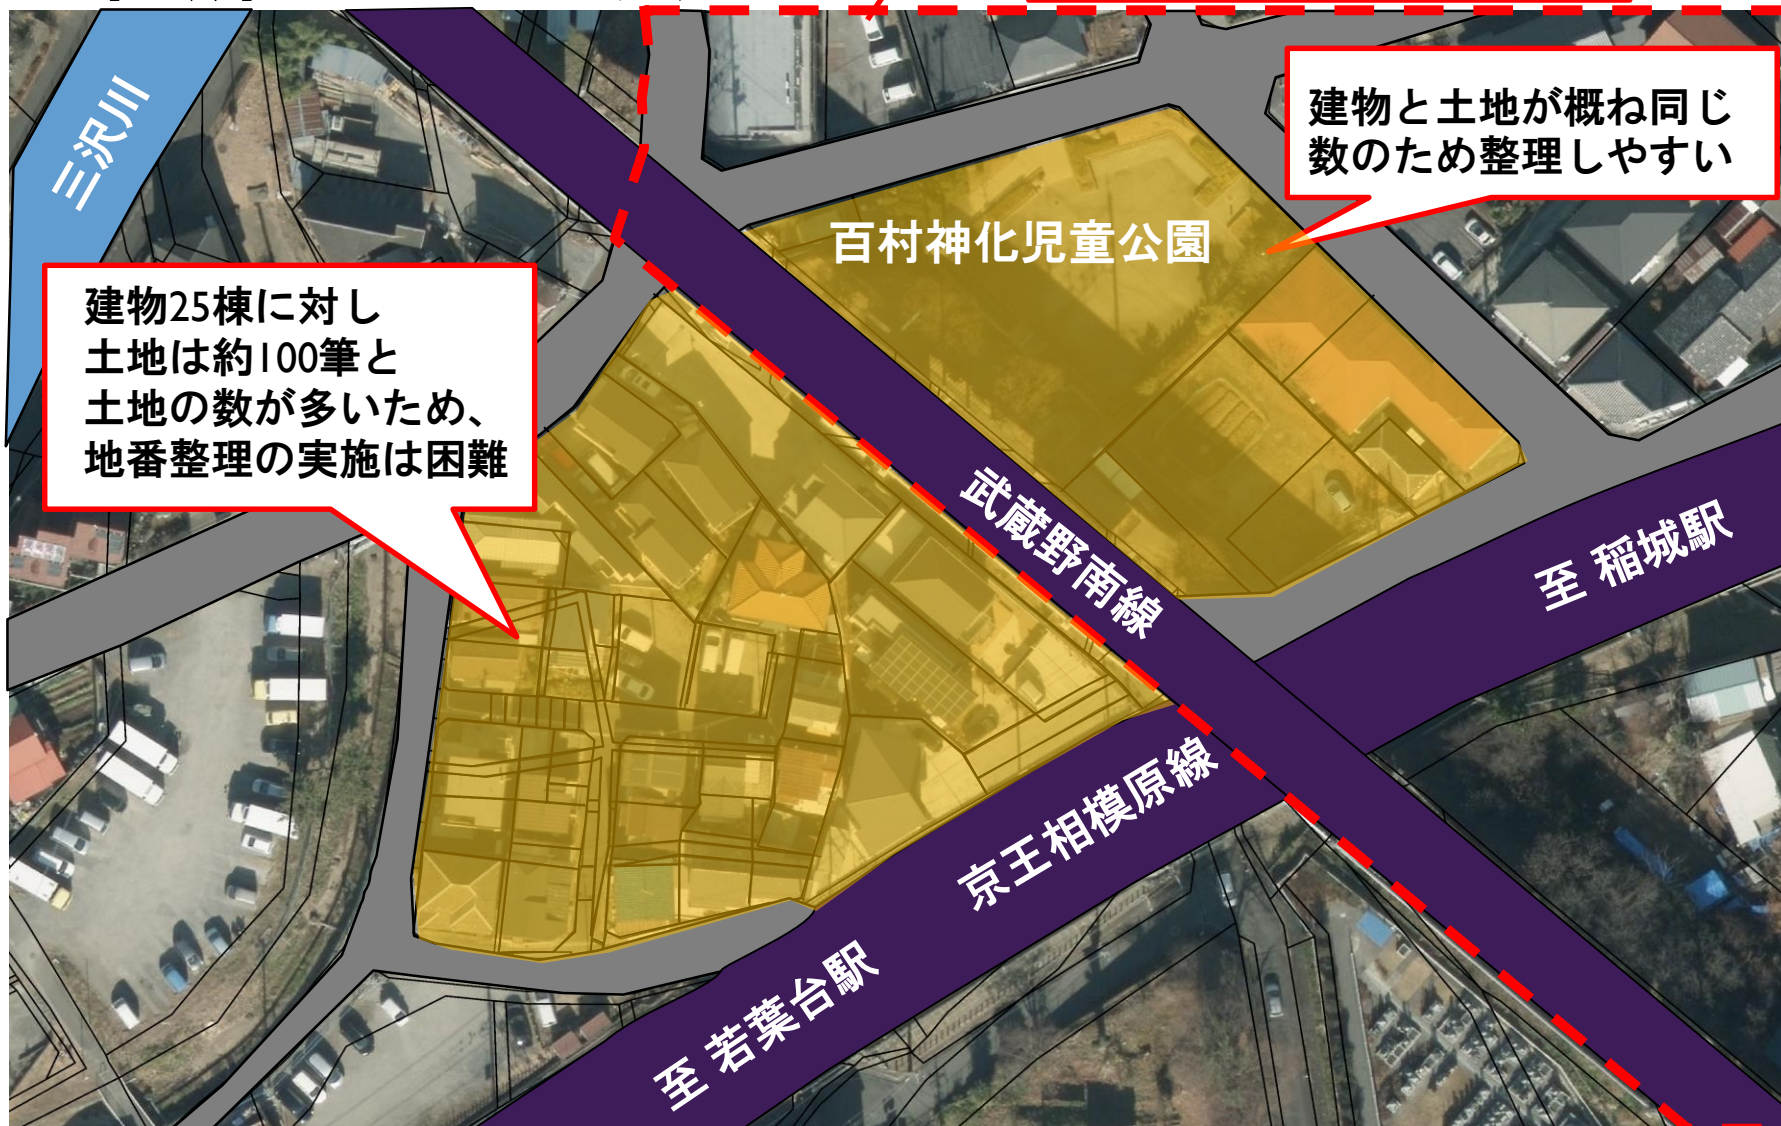 三沢川
建物と土地が概ね同じ
数のため整理しやすい
百村神化児童公園
建物25棟に対し
土地は約100筆と
土地の数が多いため、
地番整理の実施は困難
武蔵野南線
至 稲城駅
京王相模原線
至 若葉台駅